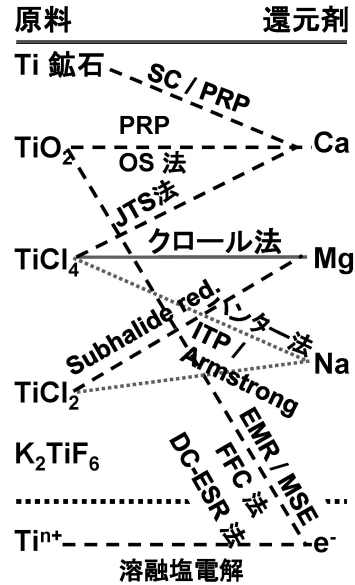 原料 還元剤
Ti 鉱石
SC / PRP
PRP
TiO2 Ca
OS 法
JTS法
クロール法
TiCl4 Mg
Subhalide red.
ハンター法
ITP /
Armstrong
Na
TiCl2
EMR / MSE
FFC 法
DC-ESR 法
K2TiF6
Tiⁿ⁺ e⁻
溶融塩電解